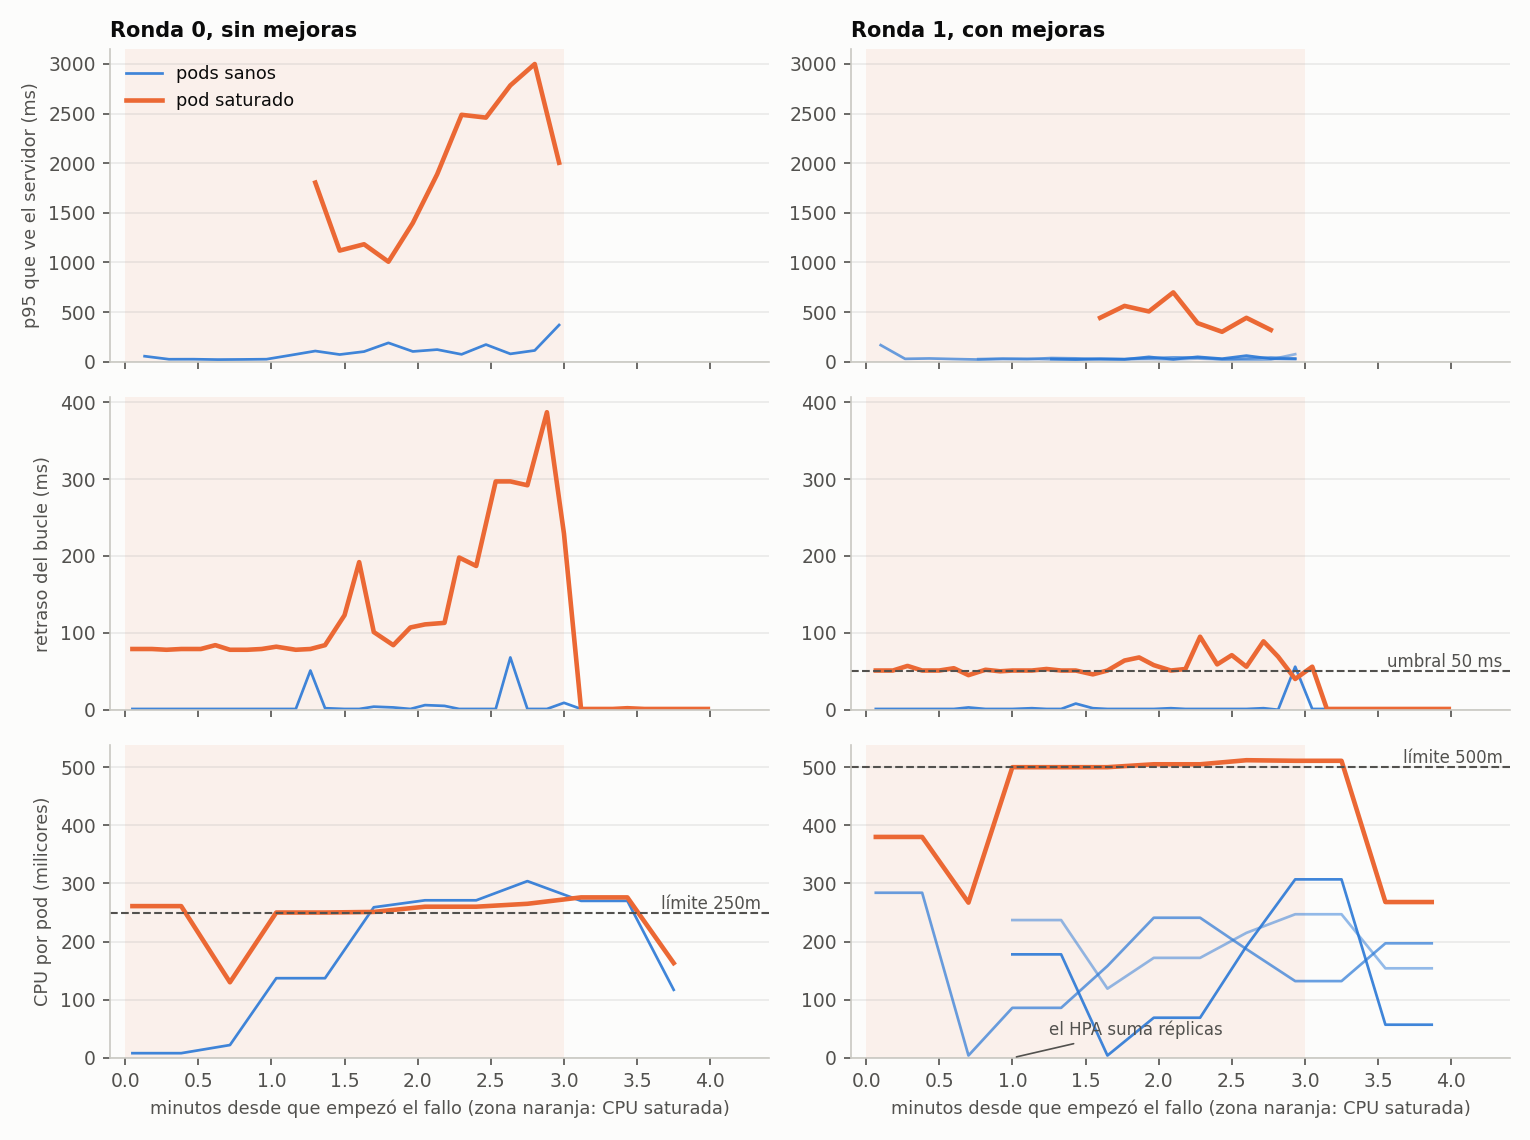 Ronda 0, sin mejoras
pods sanos
pod saturado
p95 que ve el servidor (ms)
3000
2500
2000
1500
1000
500
0
Ronda 1, con mejoras
3000
2500
2000
1500
1000
500
0
retraso del bucle (ms)
400
300
200
100
0
400
300
200
100
0
umbral 50 ms
CPU por pod (milicores)
500
400
300
200
100
0
límite 250m
0.0 0.5 1.0 1.5 2.0 2.5 3.0 3.5 4.0
minutos desde que empezó el fallo (zona naranja: CPU saturada)
500
400
300
200
100
0
límite 500m
el HPA suma réplicas
0.0 0.5 1.0 1.5 2.0 2.5 3.0 3.5 4.0
minutos desde que empezó el fallo (zona naranja: CPU saturada)